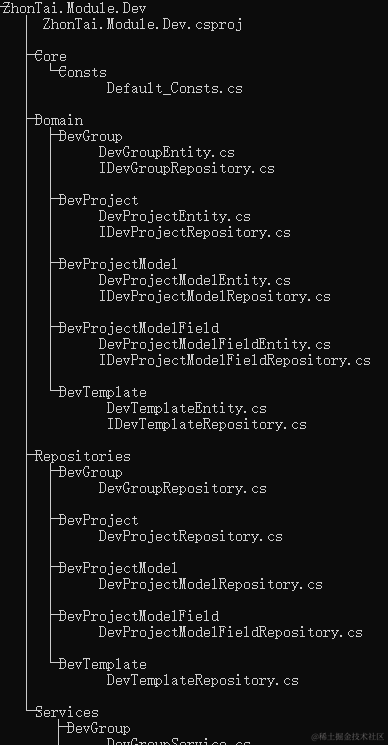 ZhonTai.Module.Dev
ZhonTai.Module.Dev.csproj
Core
Consts
Default_Consts.cs
Domain
DevGroup
DevGroupEntity.cs
IDevGroupRepository.cs
DevProject
DevProjectEntity.cs
IDevProjectRepository.cs
DevProjectModel
DevProjectModelEntity.cs
IDevProjectModelRepository.cs
DevProjectModelField
DevProjectModelFieldEntity.cs
IDevProjectModelFieldRepository.cs
DevTemplate
DevTemplateEntity.cs
IDevTemplateRepository.cs
Repositories
DevGroup
DevGroupRepository.cs
DevProject
DevProjectRepository.cs
DevProjectModel
DevProjectModelRepository.cs
DevProjectModelField
DevProjectModelFieldRepository.cs
DevTemplate
DevTemplateRepository.cs
Services
DevGroup
DevGroupService.cs
@稀土掘金技术社区